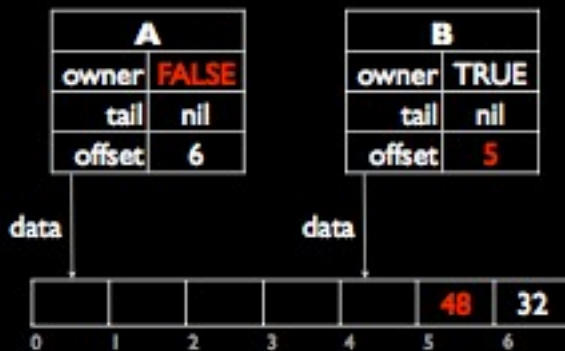 A B
owner FALSE owner TRUE
tail nil tail nil
offset 6 offset 5
data data
48 32
0 1 2 3 4 5 6